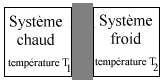 Système
chaud
température T1
Système
froid
température T2